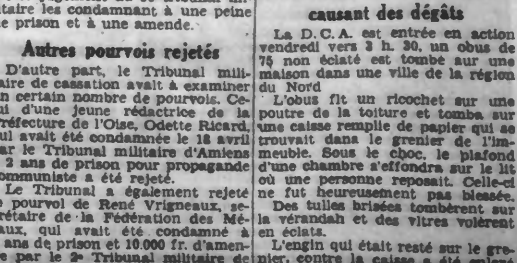 itaire les condamnant à une peine
de prison et à une amende.
Autres pourvois rejetés
D'autre part, le Tribunal mili-
taire de cassation avait à examiner
un certain nombre de pourvois. Ce-
lui d'une jeune rédactrice de la
Préfecture de l'Oise, Odette Ricard,
qui avait été condamnée le 18 avril
par le Tribunal militaire d'Amiens
à 2 ans de prison pour propagande
communiste a été rejeté.
Le Tribunal a également rejeté
le pourvoi de René Vrigneaux, se-
crétaire de la Fédération des Mé-
taux, qui avait été condamné à
ans de prison et 10.000 fr. d'amen-
de par le 2e Tribunal militaire de
causant des dégâts
La D.C.A. est entrée en action
vendredi vers 3 h. 30, un obus de
75 non éclaté est tombé sur une
maison dans une ville de la région
du Nord
L'obus fit un ricochet sur une
poutre de la toiture et tomba sur
une caisse remplie de papier qui se
trouvait dans le grenier de l'im-
meuble. Sous le choc, le plafond
d'une chambre s'effondra sur le lit
où une personne reposait. Celle-ci
ne fut heureusement pas blessée.
Des tulles brisées tombèrent sur
la vérandah et des vitres volèrent
en éclats.
L'engin qui était resté sur le gre-
nier, contre la caisse a été enlevé